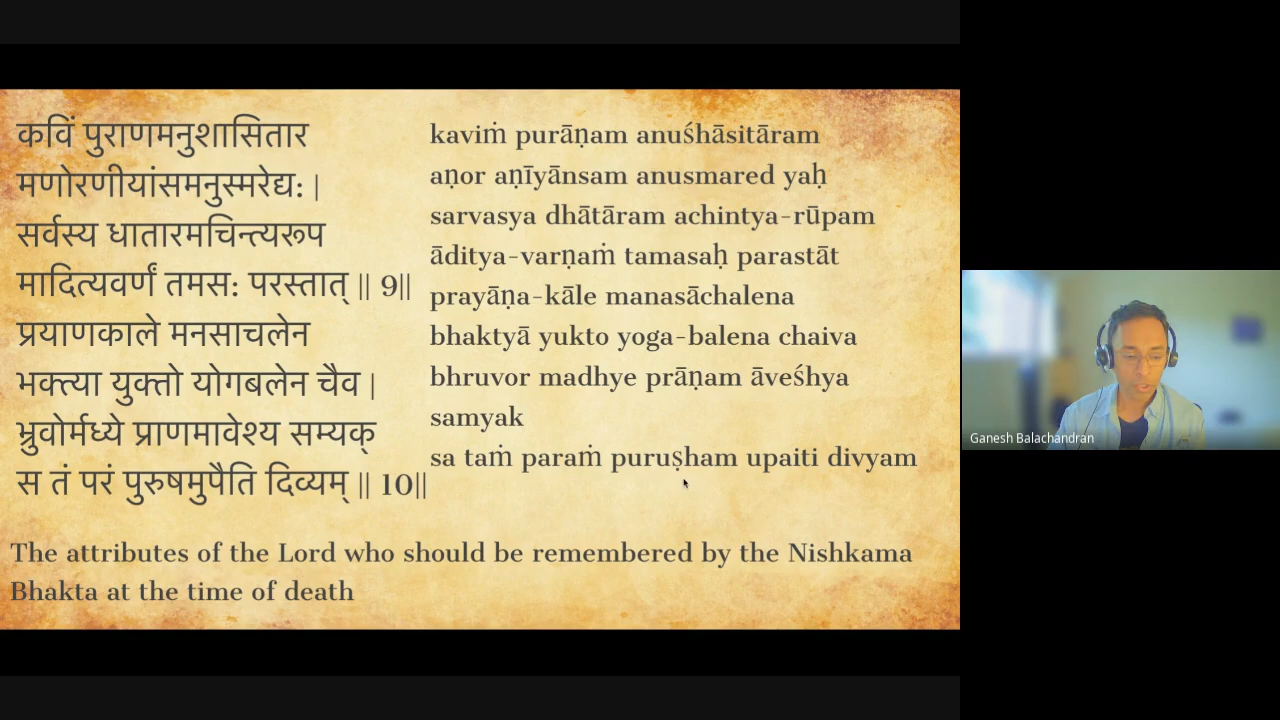 कविं पुराणमनुशासितार
मणोरणीयांसमनुस्मरेद्य: |
सर्वस्य धातारमचिन्त्यरूप
मादित्यवर्णं तमस: परस्तात् || 9||
प्रयाणकाले मनसाचलेन
भक्त्या युक्तो योगबलेन चैव |
भ्रुवोर्मध्ये प्राणमावेश्य सम्यक्
स तं परं पुरुषमुपैति दिव्यम् || 10||
kaviṁ purāṇam anuśhāsitāram
aṇor aṇīyānsam anusmared yaḥ
sarvasya dhātāram achintya-rūpam
āditya-varṇaṁ tamasaḥ parastāt
prayāṇa-kāle manasāchalena
bhaktyā yukto yoga-balena chaiva
bhruvor madhye prāṇam āveśhya
samyak
sa taṁ paraṁ puruṣham upaiti divyam
The attributes of the Lord who should be remembered by the Nishkama
Bhakta at the time of death
Ganesh Balachandran